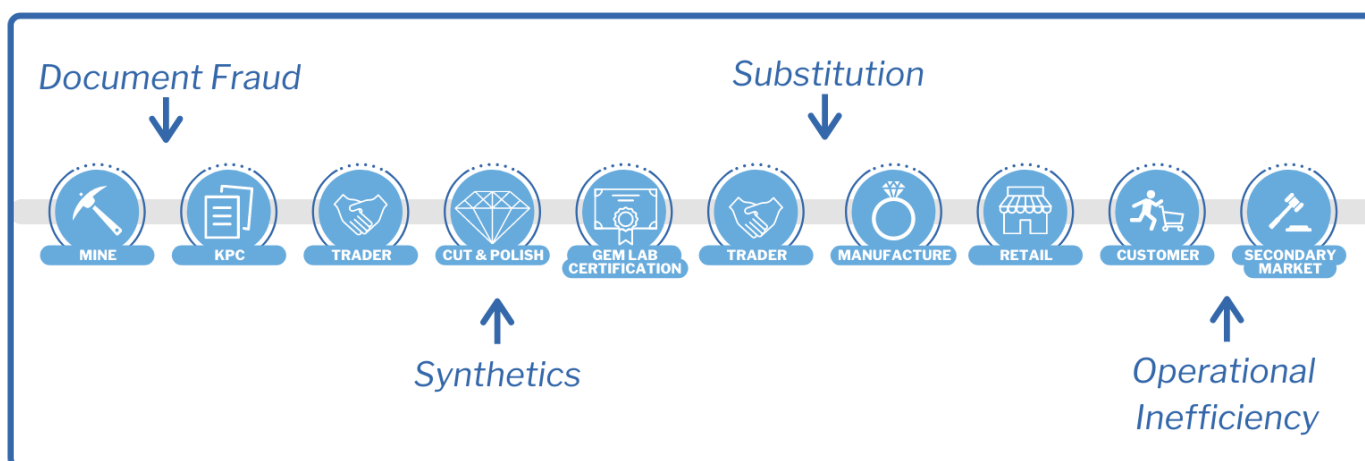 Document Fraud
Substitution
MINE
KPC
TRADER
CUT & POLISH
GEM LAB
CERTIFICATION
TRADER
MANUFACTURE
RETAIL
CUSTOMER
SECONDARY
MARKET
Synthetics
Operational
Inefficiency